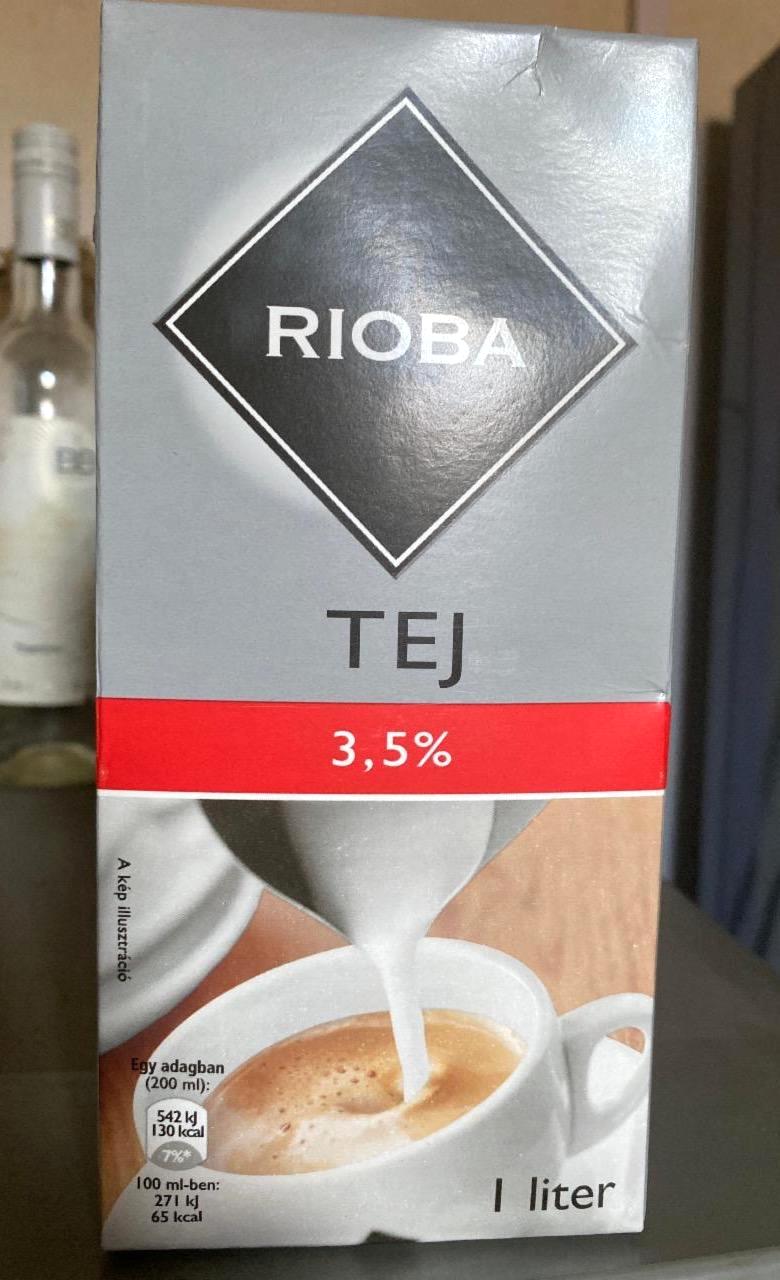 RIOBA
TEJ
3,5%
A kép illusztráció
Egy adagban
(200 ml):
542 kJ
130 kcal
7%*
100 ml-ben:
271 kJ
65 kcal
1 liter